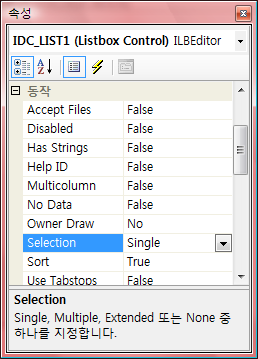 속성
IDC_LIST1 (Listbox Control) ILBEditor
동작
Accept Files False
Disabled False
Has Strings False
Help ID False
Multicolumn False
No Data False
Owner Draw No
Selection Single
Sort True
Use Tabstops False
Selection
Single, Multiple, Extended 또는 None 중
하나를 지정합니다.